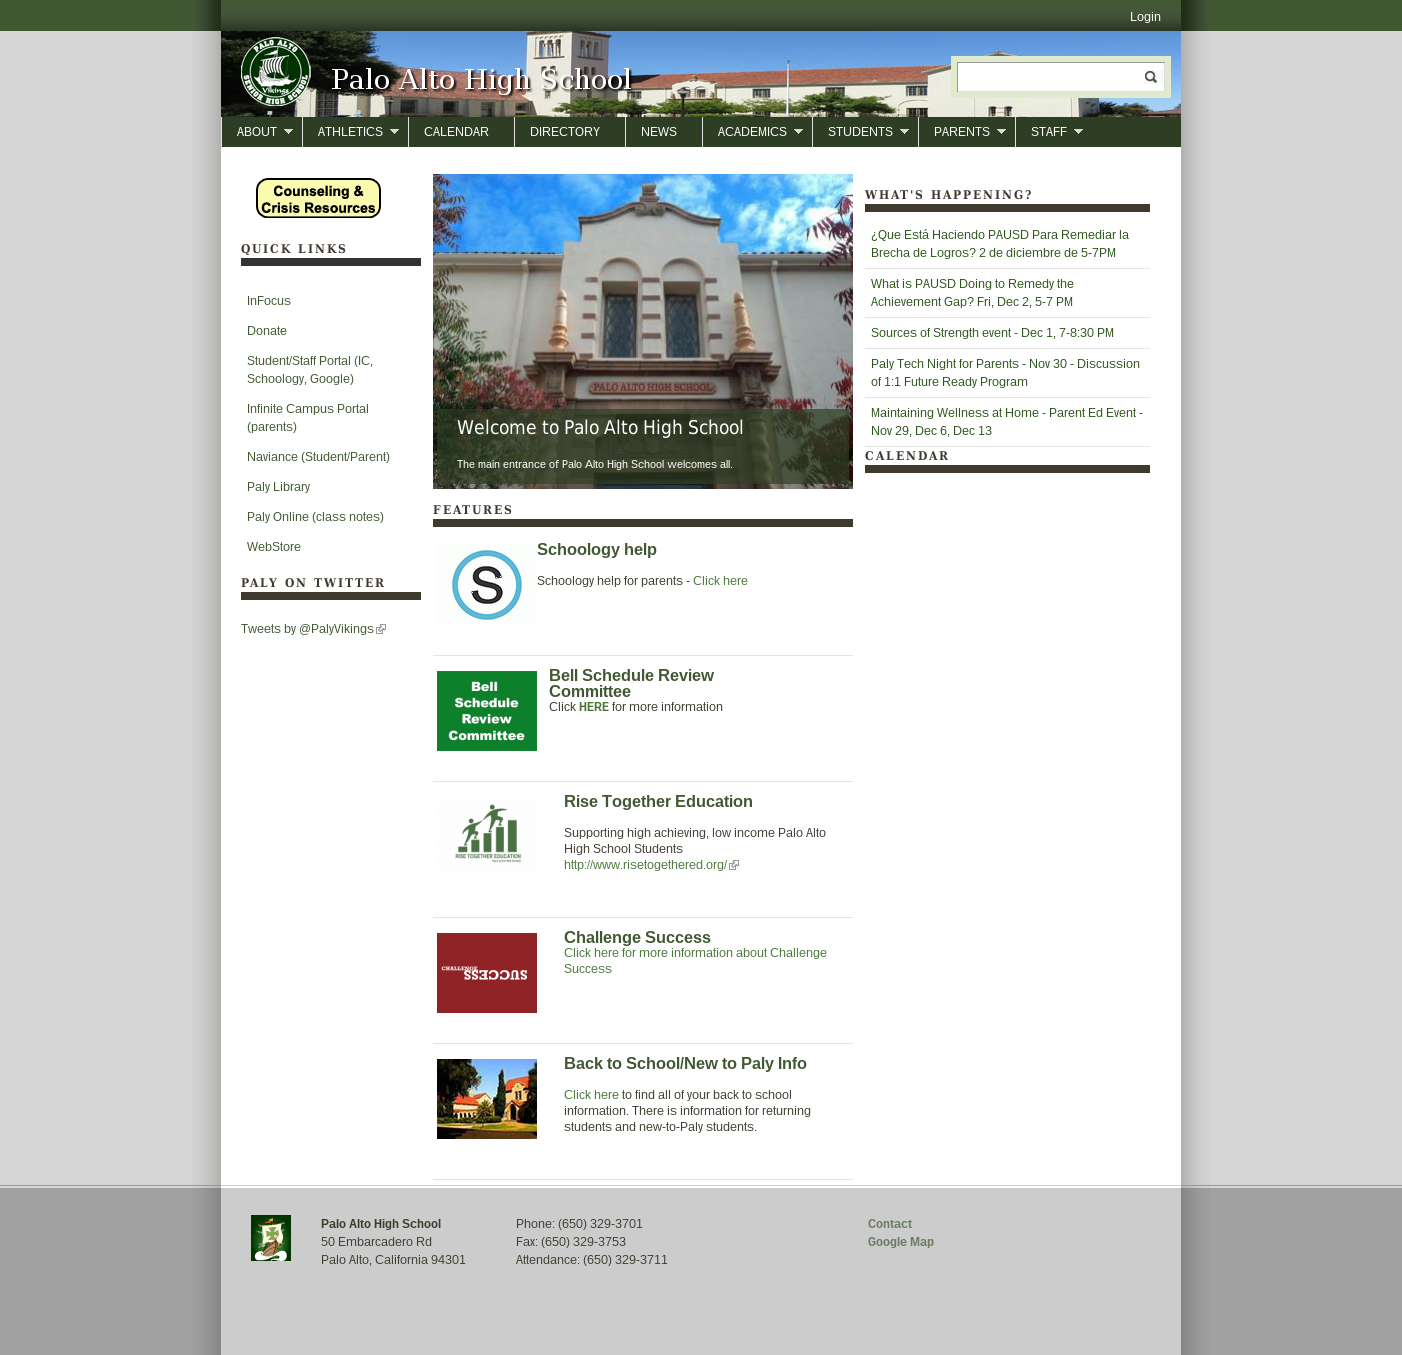 Login
PALO ALTO
SENIOR HIGH SCHOOL
Vikings
Palo Alto High School
ABOUT
ATHLETICS
CALENDAR
DIRECTORY
NEWS
ACADEMICS
STUDENTS
PARENTS
STAFF
Counseling &
Crisis Resources
QUICK LINKS
InFocus
Donate
Student/Staff Portal (IC,
Schoology, Google)
Infinite Campus Portal
(parents)
Naviance (Student/Parent)
Paly Library
Paly Online (class notes)
WebStore
PALY ON TWITTER
Tweets by @PalyVikings
PALO ALTO HIGH SCHOOL
Welcome to Palo Alto High School
The main entrance of Palo Alto High School welcomes all.
FEATURES
S
Schoology help
Schoology help for parents - Click here
Bell
Schedule
Review
Committee
Bell Schedule Review
Committee
Click HERE for more information
RISE TOGETHER EDUCATION
Rise Together Education
Supporting high achieving, low income Palo Alto
High School Students
http://www.risetogethered.org/
CHALLENGE
SUCCESS
Challenge Success
Click here for more information about Challenge
Success
Back to School/New to Paly Info
Click here to find all of your back to school
information. There is information for returning
students and new-to-Paly students.
WHAT'S HAPPENING?
¿Que Está Haciendo PAUSD Para Remediar la
Brecha de Logros? 2 de diciembre de 5-7PM
What is PAUSD Doing to Remedy the
Achievement Gap? Fri, Dec 2, 5-7 PM
Sources of Strength event - Dec 1, 7-8:30 PM
Paly Tech Night for Parents - Nov 30 - Discussion
of 1:1 Future Ready Program
Maintaining Wellness at Home - Parent Ed Event -
Nov 29, Dec 6, Dec 13
CALENDAR
Palo Alto High School
50 Embarcadero Rd
Palo Alto, California 94301
Phone: (650) 329-3701
Fax: (650) 329-3753
Attendance: (650) 329-3711
Contact
Google Map